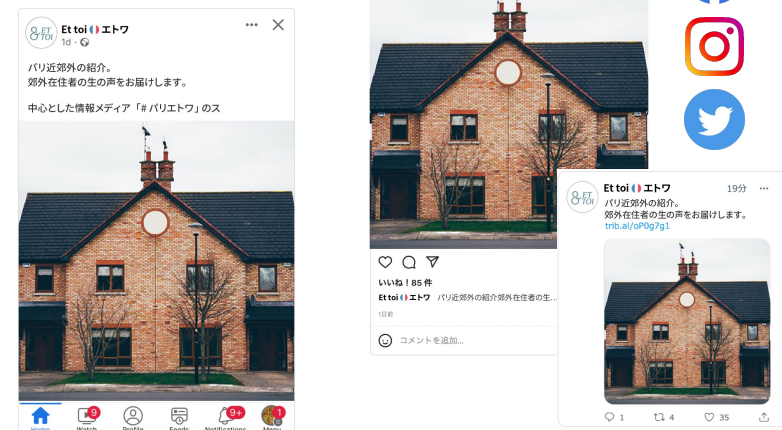 & ET TOI
Et toi エトワ
1d
パリ近郊外の紹介。
郊外在住者の生の声をお届けします。
中心とした情報メディア「# パリエトワ」のス
9
9+
1
Home
Watch
Profile
Feeds
Notifications
Menu
いいね！85 件
Et toi エトワ パリ近郊外の紹介郊外在住者の生...
1日前
コメントを追加...
& ET TOI
Et toi エトワ 19分
パリ近郊外の紹介。
郊外在住者の生の声をお届けします。
trib.al/oP0g7g1
1 4 35